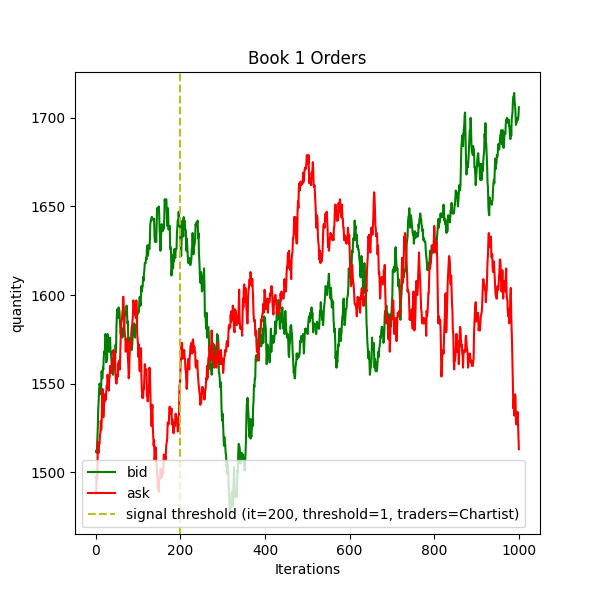 Book 1 Orders
quantity
1700
1650
1600
1550
1500
bid
ask
signal threshold (it=200, threshold=1, traders=Chartist)
0 200 400 600 800 1000
Iterations